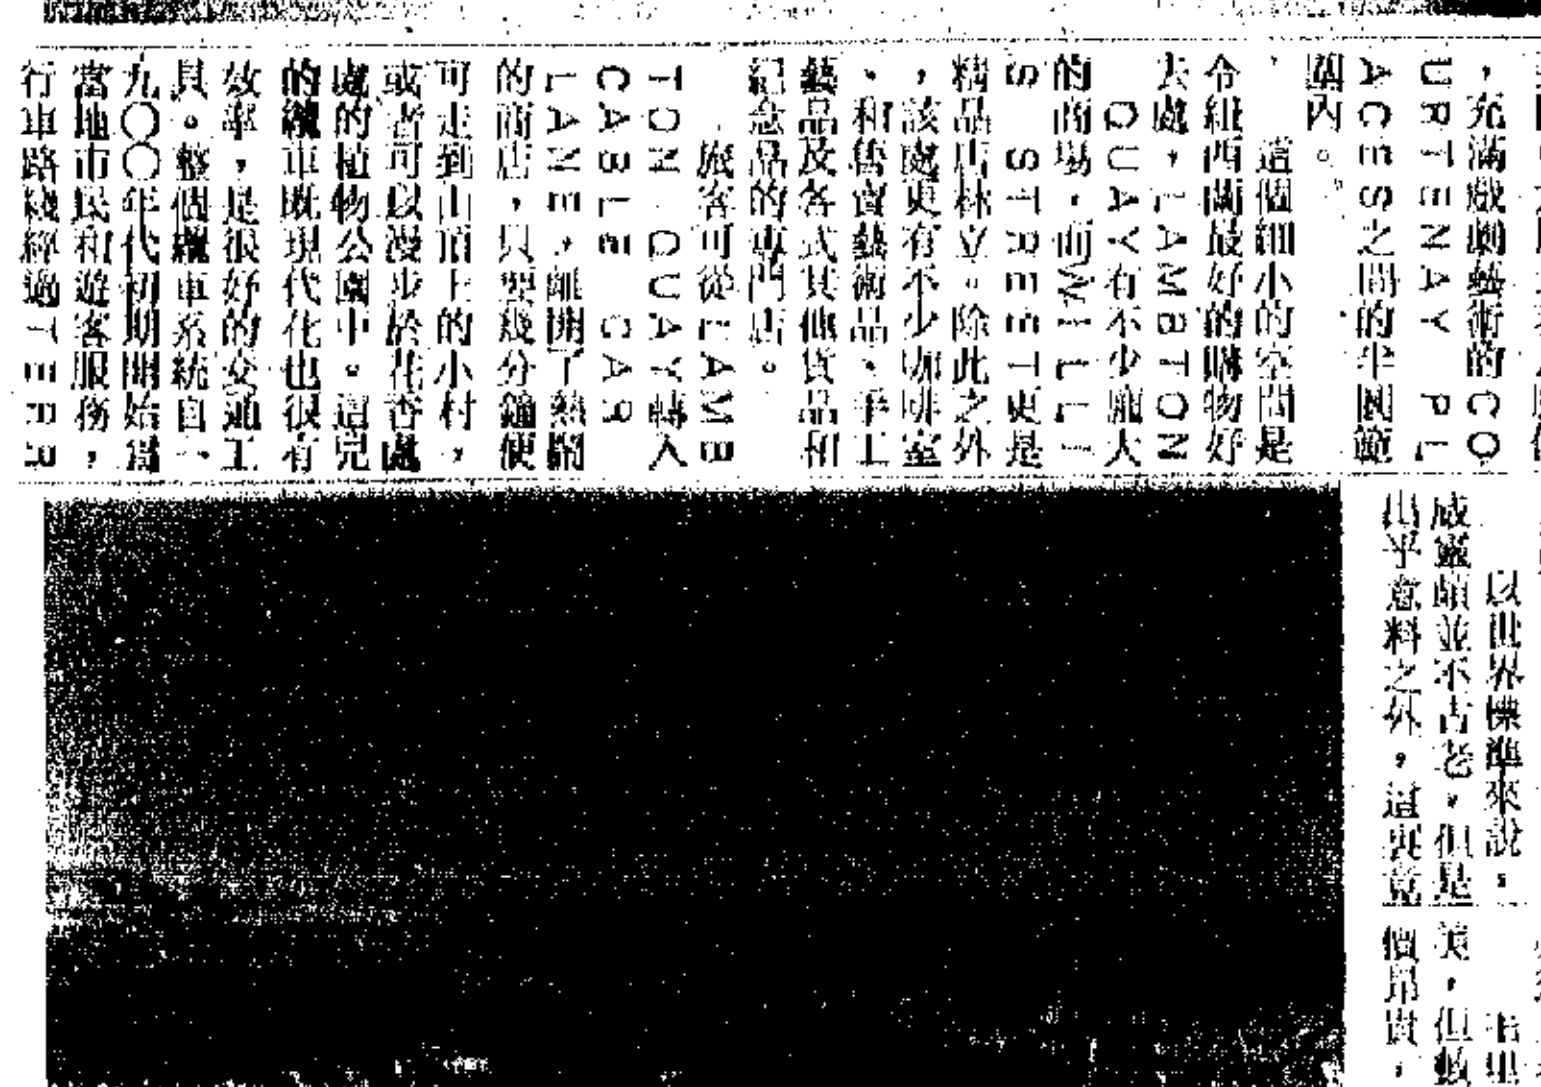 ，充滿戲劇藝術的ＣＯ
ＵＲＴＥＮＡＹ　ＰＬ
ＡＣＥＳ之間的半圓範
圍內。
這個細小的空間是
令紐西蘭最好的購物好
去處，ＬＡＭＢＴＯＮ
ＱＵＡＹ有不少龐大
的商場，而ＷＩＬＬＩ
Ｓ　ＳＴＲＥＥＴ更是
精品店林立。除此之外
，該處更有不少咖啡室
、和售賣藝術品、手工
藝品及各式其他貨品和
紀念品的專門店。
旅客可從ＬＡＭＢ
ＴＯＮ　ＱＵＡＹ轉入
ＣＡＢＬＥ　ＣＡＲ
ＬＡＮＥ，離開了熱鬧
的商店，只要幾分鐘便
可走到山頂上的小村，
或者可以漫步於花香處
處的植物公園中。這兒
的纜車既現代化也很有
效率，是很好的交通工
具。整個纜車系統自一
九〇〇年代初期開始為
當地市民和遊客服務，
行車路綫經過ＴＥＲＲ
以世界標準來說，
威靈頓並不古老，但是
出乎意料之外，這裏竟
美，但
價昂貴，